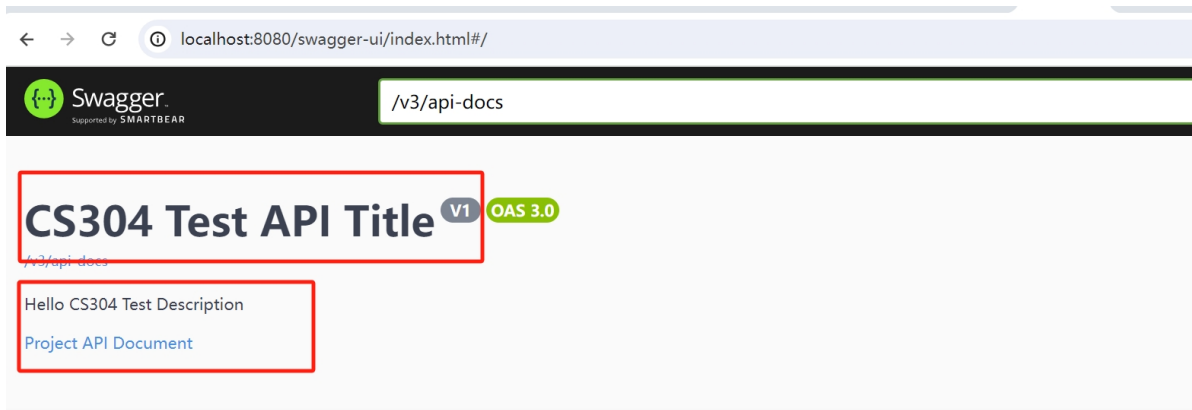 localhost:8080/swagger-ui/index.html#/
{···} Swagger.
Supported by SMARTBEAR
/v3/api-docs
CS304 Test API Title V1 OAS 3.0
/v3/api-docs
Hello CS304 Test Description
Project API Document